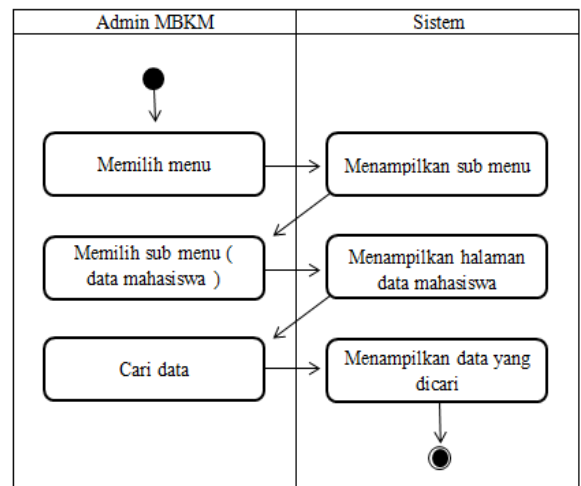 Admin MBKM
Sistem
Memilih menu
Menampilkan sub menu
Memilih sub menu (
data mahasiswa )
Menampilkan halaman
data mahasiswa
Cari data
Menampilkan data yang
dicari